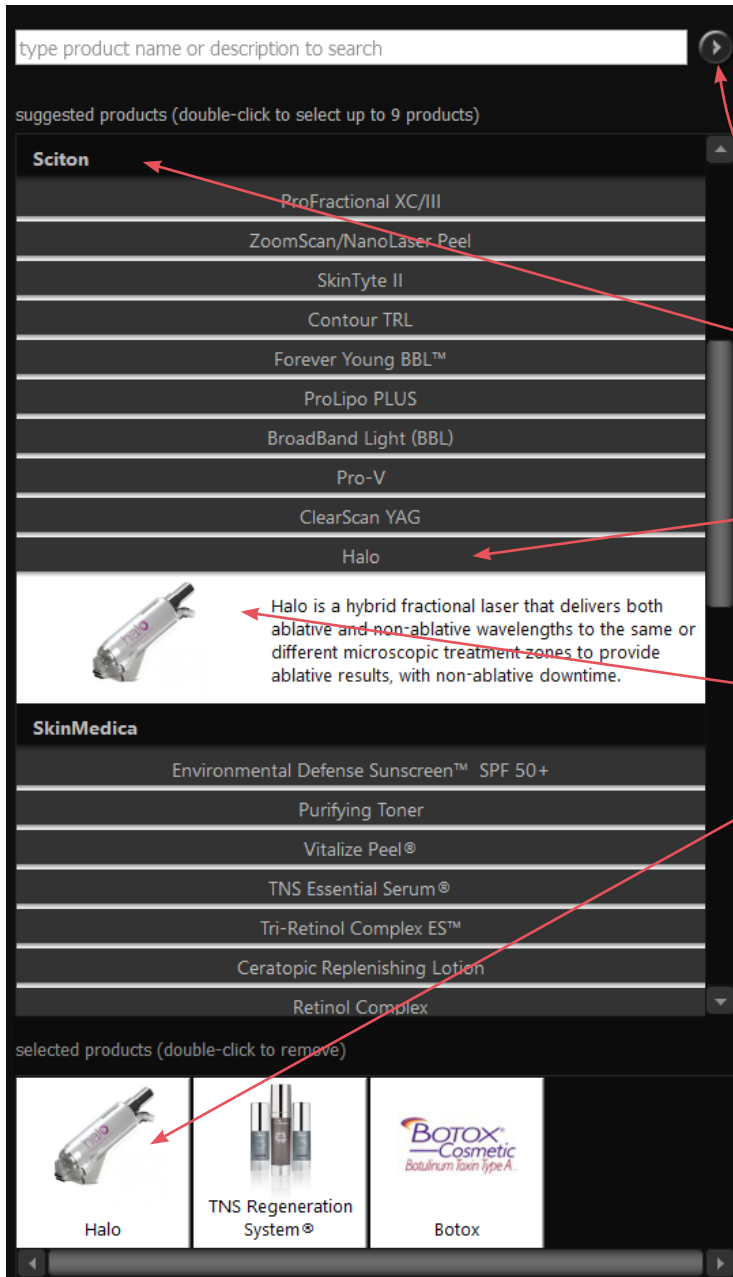 type product name or description to search
suggested products (double-click to select up to 9 products)
Sciton
ProFractional XC/III
ZoomScan/NanoLaser Peel
SkinTyte II
Contour TRL
Forever Young BBL™
ProLipo PLUS
BroadBand Light (BBL)
Pro-V
ClearScan YAG
Halo
halo
Halo is a hybrid fractional laser that delivers both
ablative and non-ablative wavelengths to the same or
different microscopic treatment zones to provide
ablative results, with non-ablative downtime.
SkinMedica
Environmental Defense Sunscreen™ SPF 50+
Purifying Toner
Vitalize Peel®
TNS Essential Serum®
Tri-Retinol Complex ES™
Ceratopic Replenishing Lotion
Retinol Complex
selected products (double-click to remove)
halo
Halo
TNS Regeneration
System®
BOTOX®
Cosmetic
Botulinum Toxin Type A
Botox